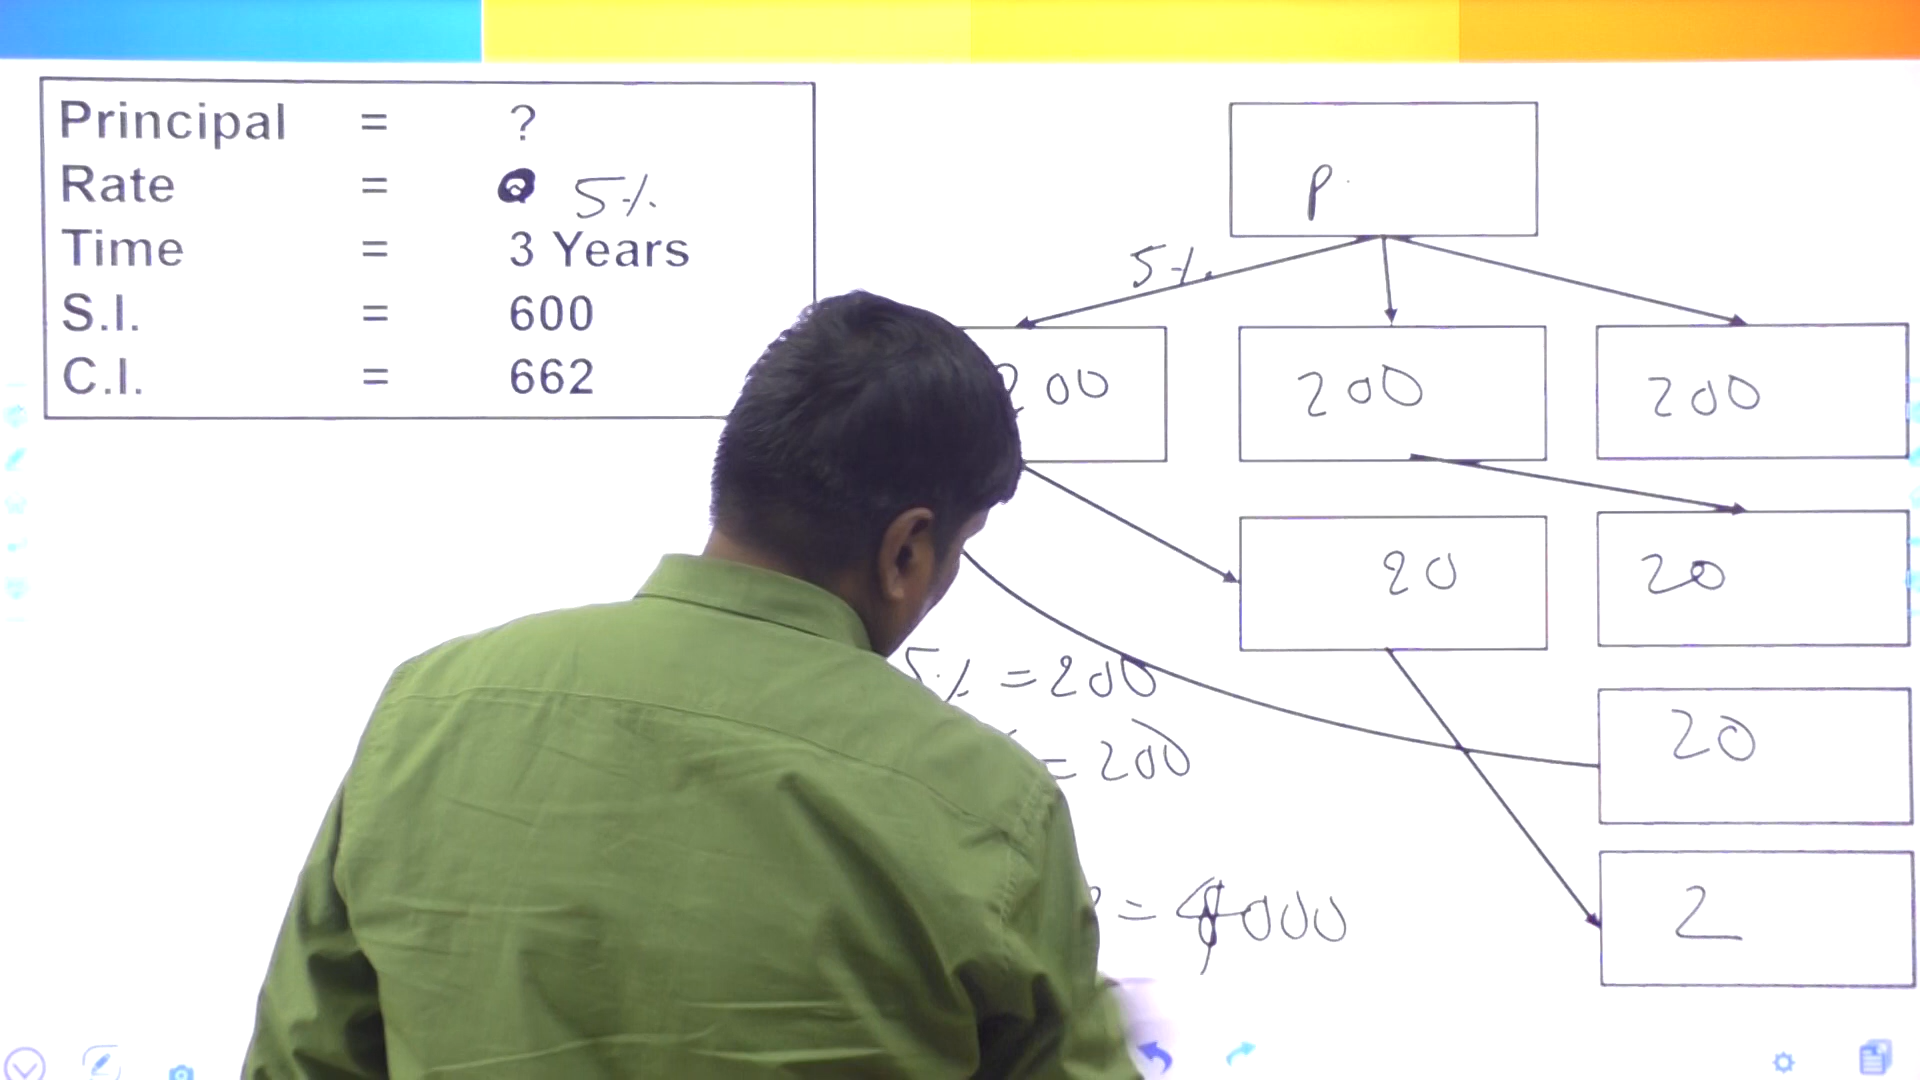 Principal = ?
Rate = 5%
Time = 3 Years
S.I. = 600
C.I. = 662
P
5%
200 200 200
20 20
5% = 200
= 200
20
= 4000
2